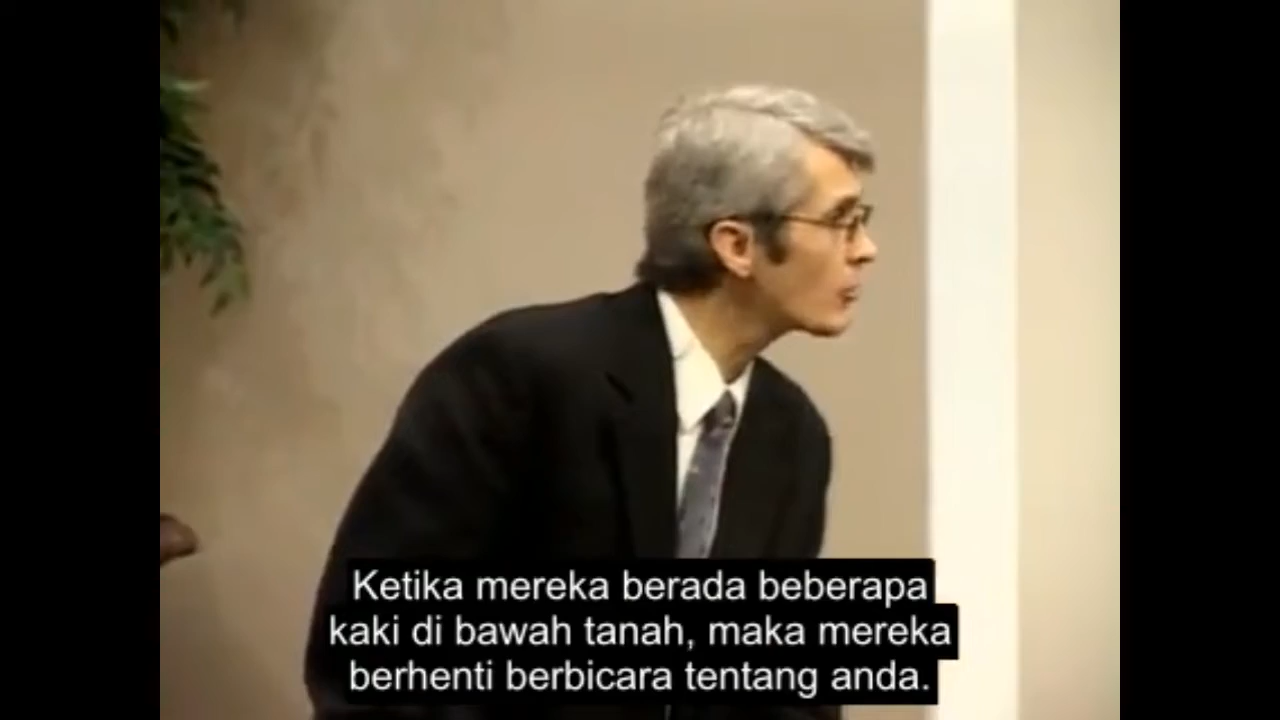 Ketika mereka berada beberapa
kaki di bawah tanah, maka mereka
berhenti berbicara tentang anda.